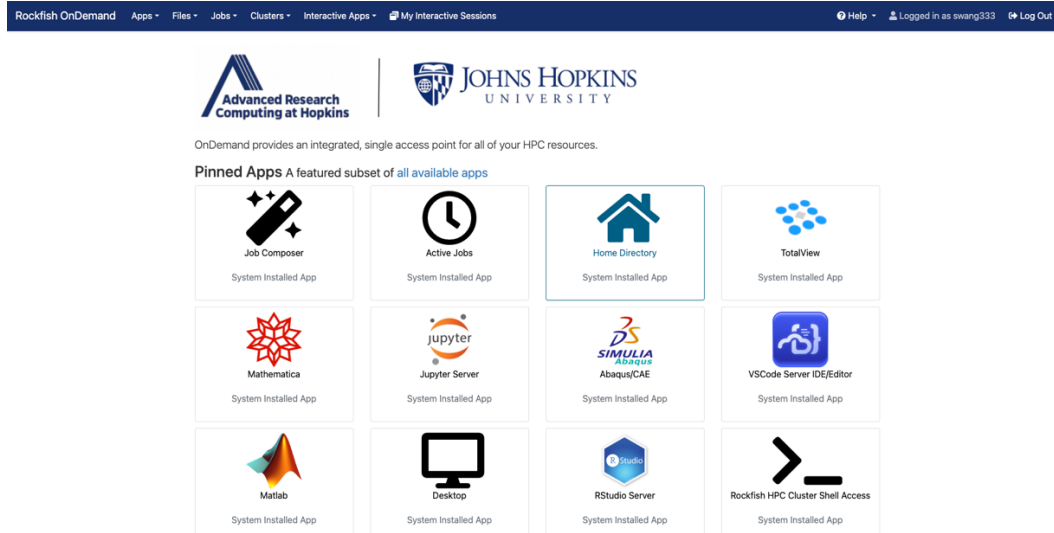 Rockfish OnDemand Apps Files Jobs Clusters Interactive Apps My Interactive Sessions Help Logged in as swang333 Log Out
Advanced Research
Computing at Hopkins
JOHNS HOPKINS
UNIVERSITY
OnDemand provides an integrated, single access point for all of your HPC resources.
Pinned Apps A featured subset of all available apps
Job Composer
System Installed App
Active Jobs
System Installed App
Home Directory
System Installed App
TotalView
System Installed App
Mathematica
System Installed App
jupyter
Jupyter Server
System Installed App
SIMULIA
Abaqus
Abaqus/CAE
System Installed App
VSCode Server IDE/Editor
System Installed App
Matlab
System Installed App
Desktop
System Installed App
R Studio
RStudio Server
System Installed App
Rockfish HPC Cluster Shell Access
System Installed App